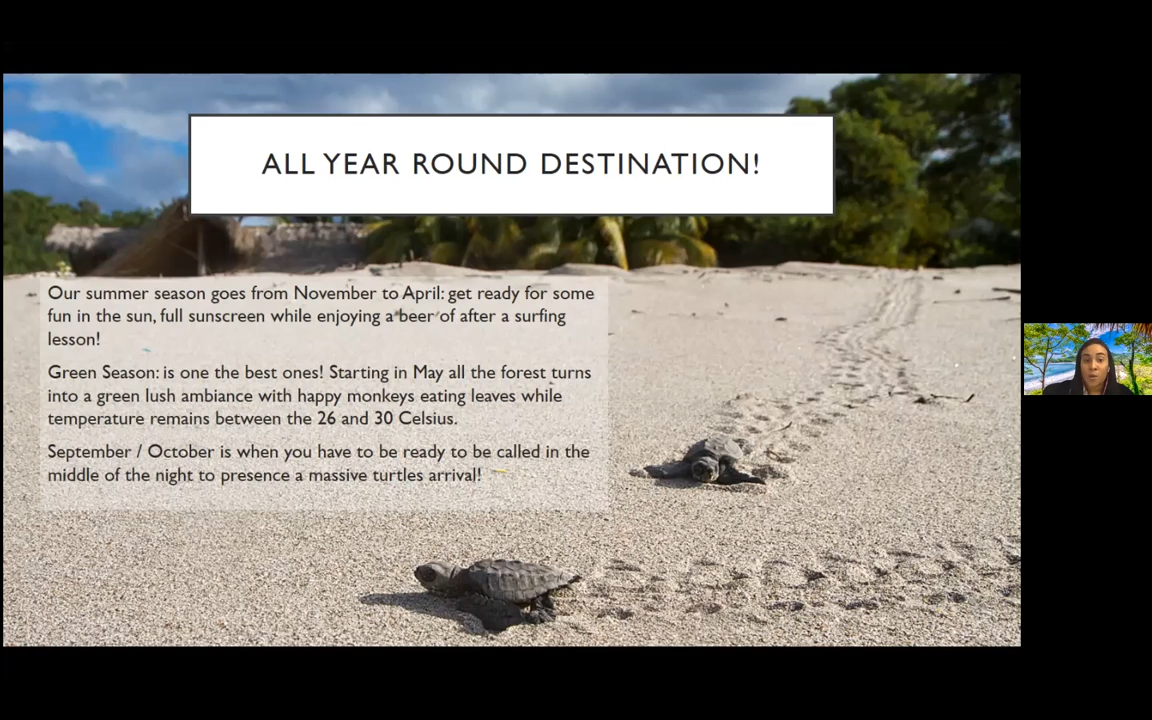 ALL YEAR ROUND DESTINATION!
Our summer season goes from November to April: get ready for some
fun in the sun, full sunscreen while enjoying a beer of after a surfing
lesson!
Green Season: is one the best ones! Starting in May all the forest turns
into a green lush ambiance with happy monkeys eating leaves while
temperature remains between the 26 and 30 Celsius.
September / October is when you have to be ready to be called in the
middle of the night to presence a massive turtles arrival!